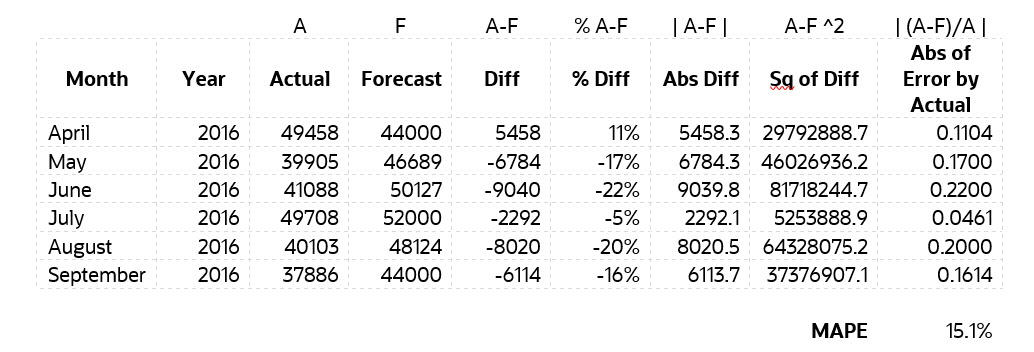 A F A-F % A-F | A-F | A-F ^2 | (A-F)/A |
Month Year Actual Forecast Diff % Diff Abs Diff Sq of Diff Abs of Error by Actual
April 2016 49458 44000 5458 11% 5458.3 29792888.7 0.1104
May 2016 39905 46689 -6784 -17% 6784.3 46026936.2 0.1700
June 2016 41088 50127 -9040 -22% 9039.8 81718244.7 0.2200
July 2016 49708 52000 -2292 -5% 2292.1 5253888.9 0.0461
August 2016 40103 48124 -8020 -20% 8020.5 64328075.2 0.2000
September 2016 37886 44000 -6114 -16% 6113.7 37376907.1 0.1614
MAPE 15.1%